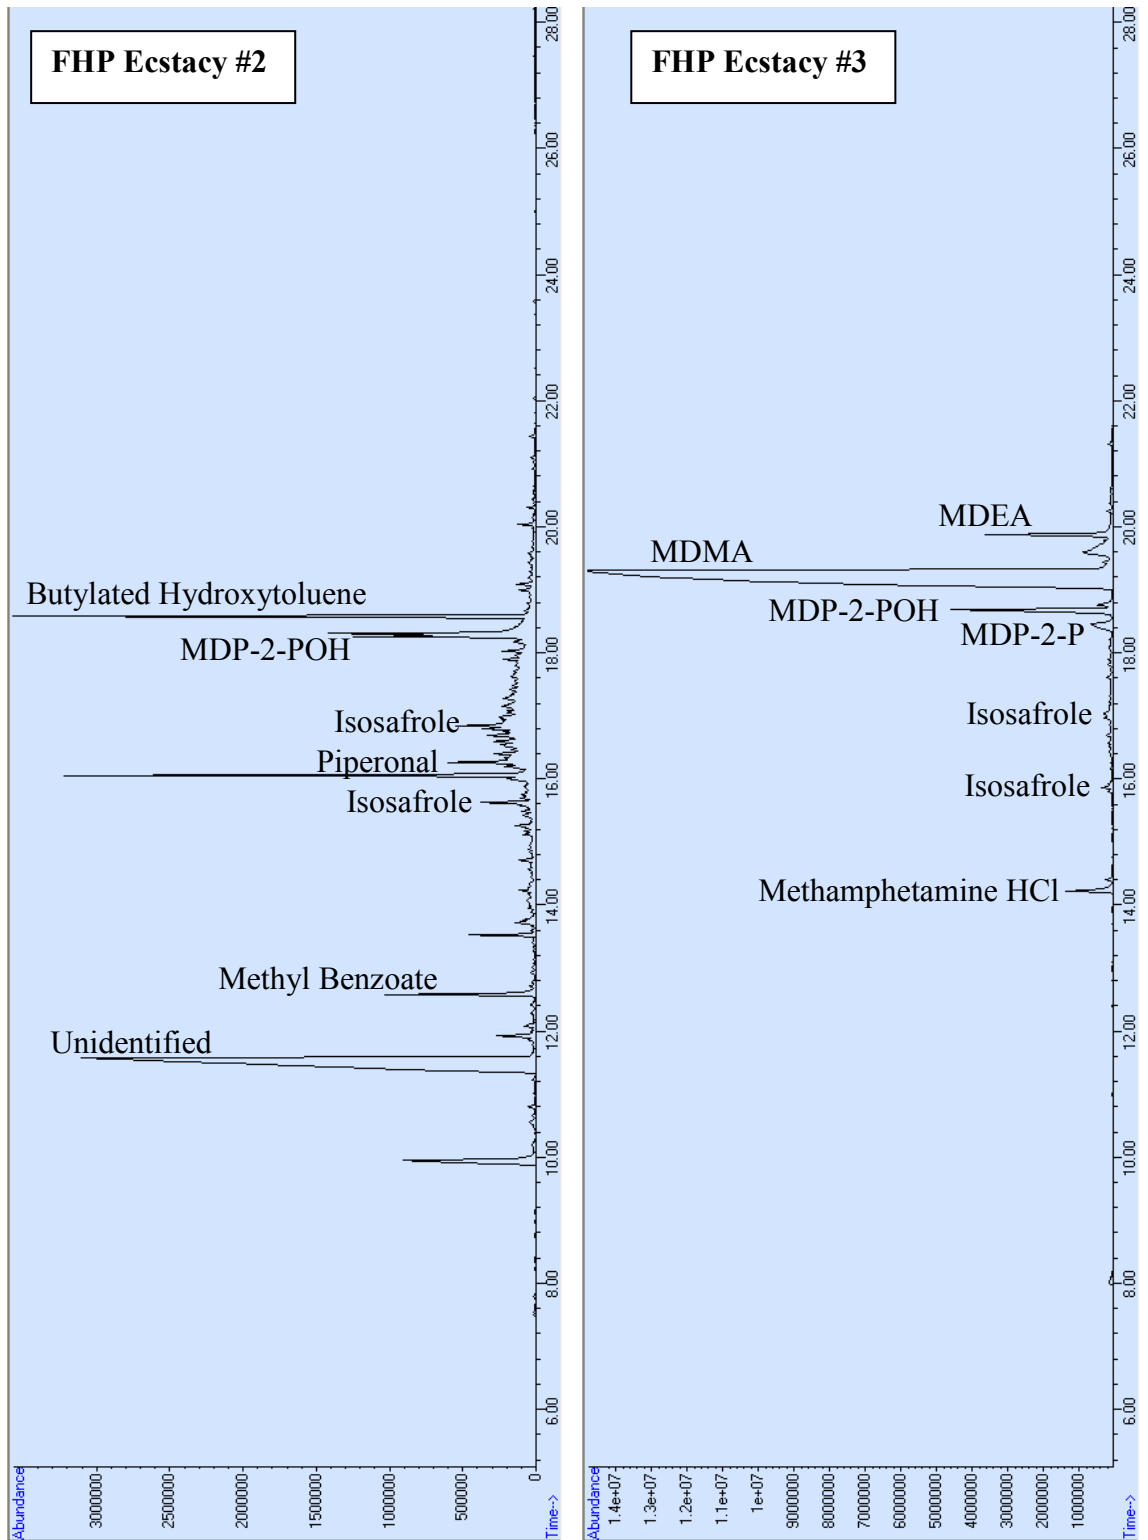 FHP Ecstacy #2
Butylated Hydroxytoluene
MDP-2-POH
Isosafrole
Piperonal
Isosafrole
Methyl Benzoate
Unidentified
28.00
26.00
24.00
22.00
20.00
18.00
16.00
14.00
12.00
10.00
8.00
6.00
Abundance
3000000
2500000
2000000
1500000
1000000
500000
0
Time-->
FHP Ecstacy #3
MDEA
MDMA
MDP-2-POH
MDP-2-P
Isosafrole
Isosafrole
Methamphetamine HCl
28.00
26.00
24.00
22.00
20.00
18.00
16.00
14.00
12.00
10.00
8.00
6.00
Abundance
1.4e+07
1.3e+07
1.2e+07
1.1e+07
1e+07
9000000
8000000
7000000
6000000
5000000
4000000
3000000
2000000
1000000
Time-->